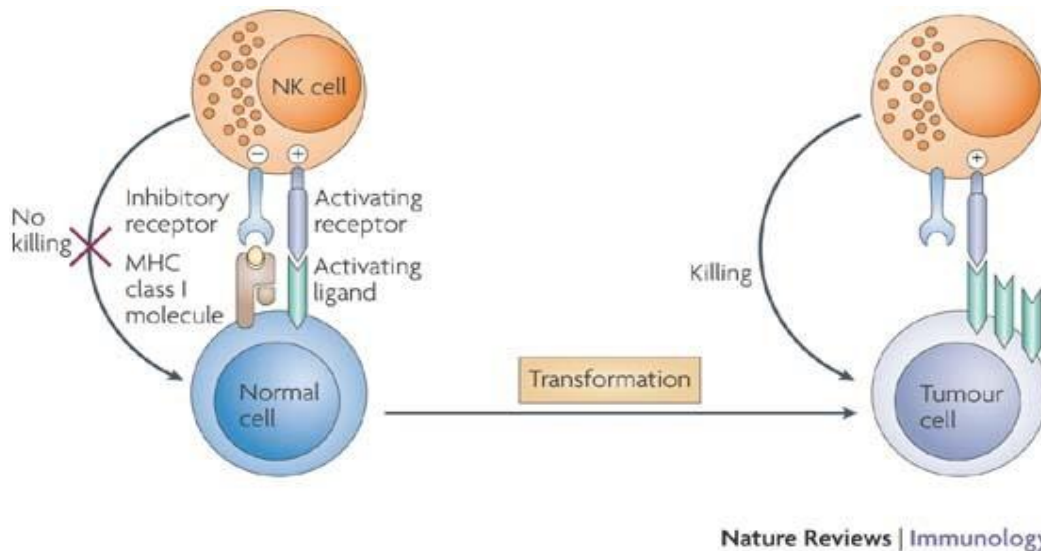 NK cell
−
+
Inhibitory
receptor
Activating
receptor
No
killing
MHC
class I
molecule
Activating
ligand
Normal
cell
Transformation
+
Killing
Tumour
cell
Nature Reviews | Immunology